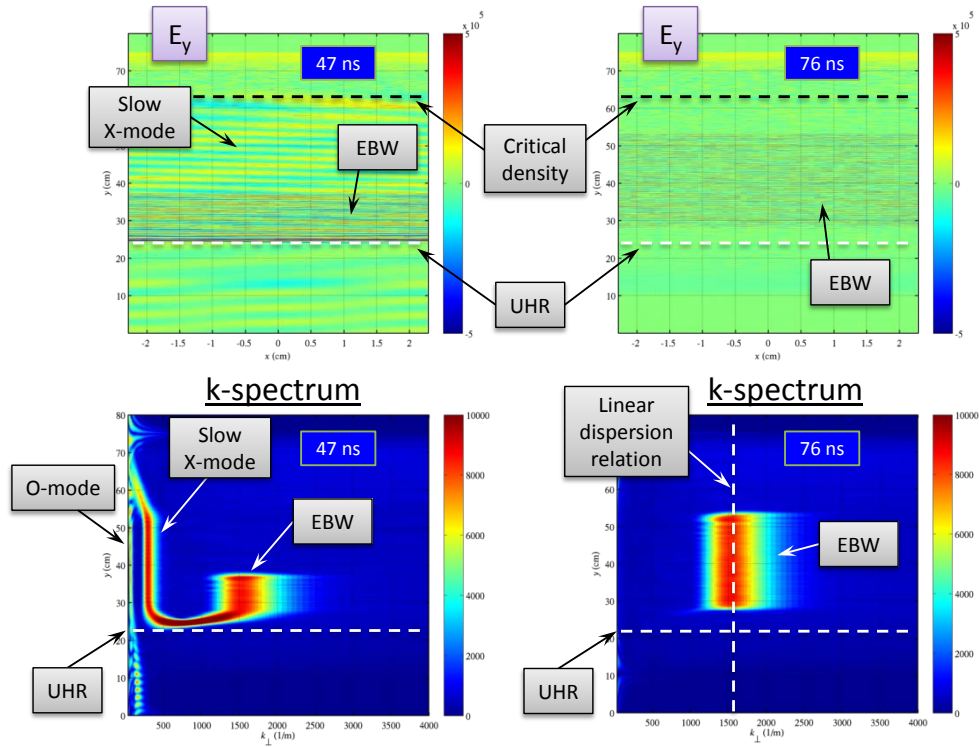 E_y
x 10^5
5
0
-5
47 ns
Slow
X-mode
EBW
y (cm)
70
60
50
40
30
20
10
-2
-1.5
-1
-0.5
0
0.5
1
1.5
2
x (cm)
Critical
density
UHR
E_y
x 10^5
5
0
-5
76 ns
EBW
y (cm)
70
60
50
40
30
20
10
-2
-1.5
-1
-0.5
0
0.5
1
1.5
2
x (cm)
k-spectrum
47 ns
O-mode
Slow
X-mode
EBW
UHR
y (cm)
80
70
60
50
40
30
20
10
0
500
1000
1500
2000
2500
3000
3500
4000
k⊥ (1/m)
10000
8000
6000
4000
2000
0
k-spectrum
Linear
dispersion
relation
76 ns
EBW
UHR
y (cm)
80
70
60
50
40
30
20
10
0
500
1000
1500
2000
2500
3000
3500
4000
k⊥ (1/m)
10000
8000
6000
4000
2000
0